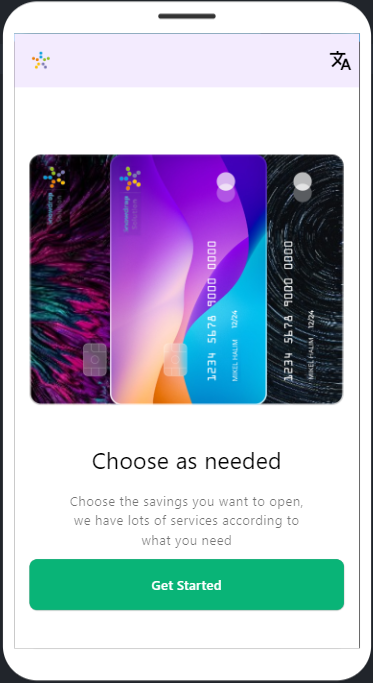 1234 5678 9000 0000
MIKEL HALIM 12/24
1234 5678 9000 0000
MIKEL HALIM 12/24
Choose as needed
Choose the savings you want to open,
we have lots of services according to
what you need
Get Started